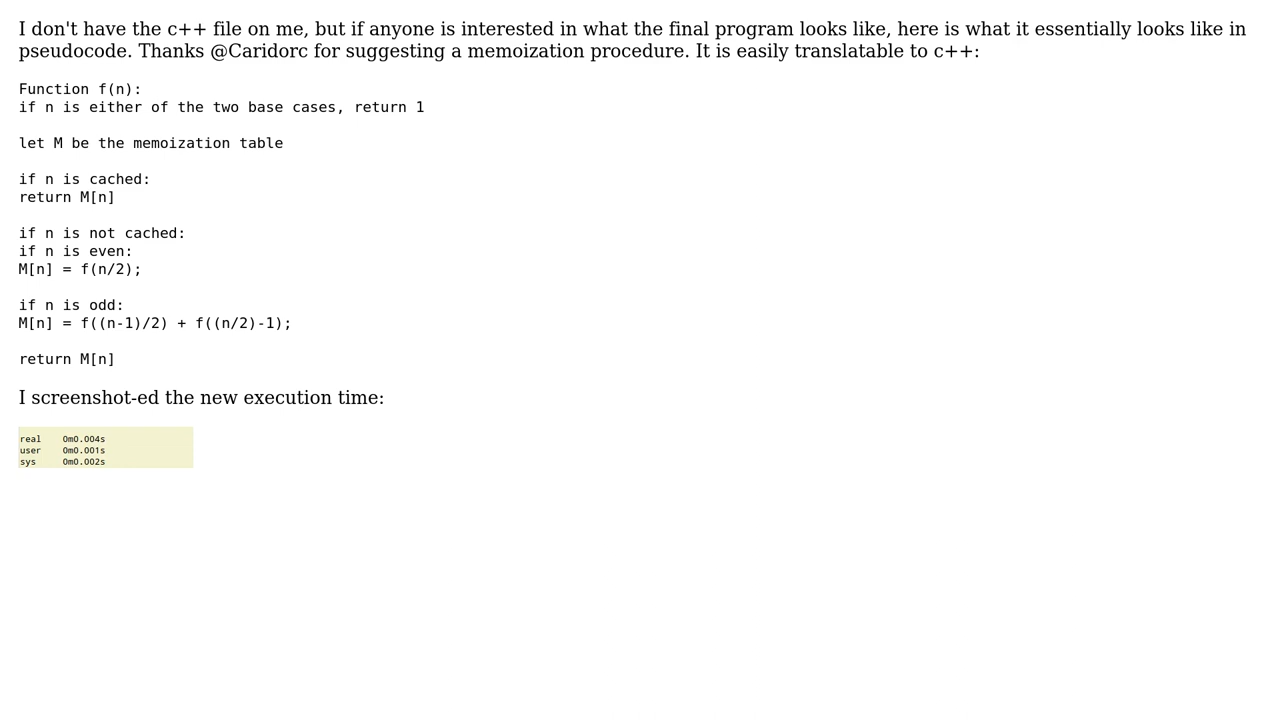 I don't have the c++ file on me, but if anyone is interested in what the final program looks like, here is what it essentially looks like in
pseudocode. Thanks @Caridorc for suggesting a memoization procedure. It is easily translatable to c++:
Function f(n):
if n is either of the two base cases, return 1
let M be the memoization table
if n is cached:
return M[n]
if n is not cached:
if n is even:
M[n] = f(n/2);
if n is odd:
M[n] = f((n-1)/2) + f((n/2)-1);
return M[n]
I screenshot-ed the new execution time:
real 0m0.004s
user 0m0.001s
sys 0m0.002s